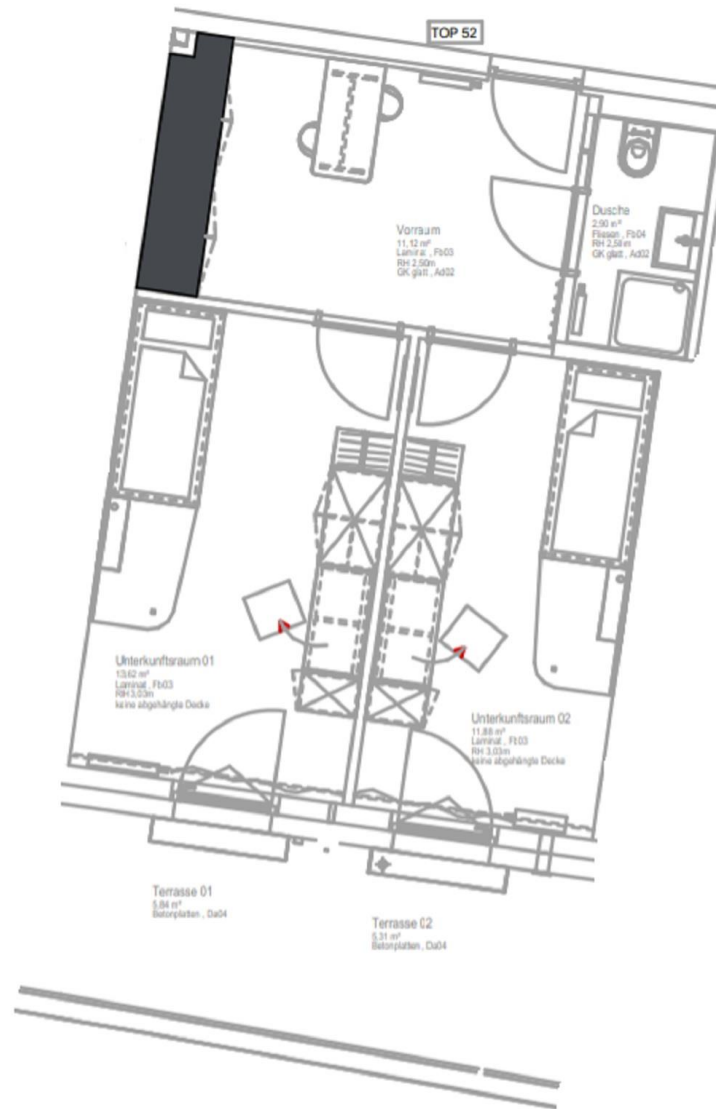 TOP 52
Vorraum
11,12 m²
Laminat , Fb03
RH 2,50m
GK glatt , Ad02
Dusche
2,90 m²
Fliesen , Fb04
RH 2,50m
GK glatt , Ad02
Unterkunftsraum 01
13,62 m²
Laminat , Fb03
RH 3,03m
keine abgehängte Decke
Unterkunftsraum 02
11,88 m²
Laminat , Fb03
RH 3,03m
keine abgehängte Decke
Terrasse 01
5,84 m²
Betonplatten , Da04
Terrasse 02
5,31 m²
Betonplatten , Da04